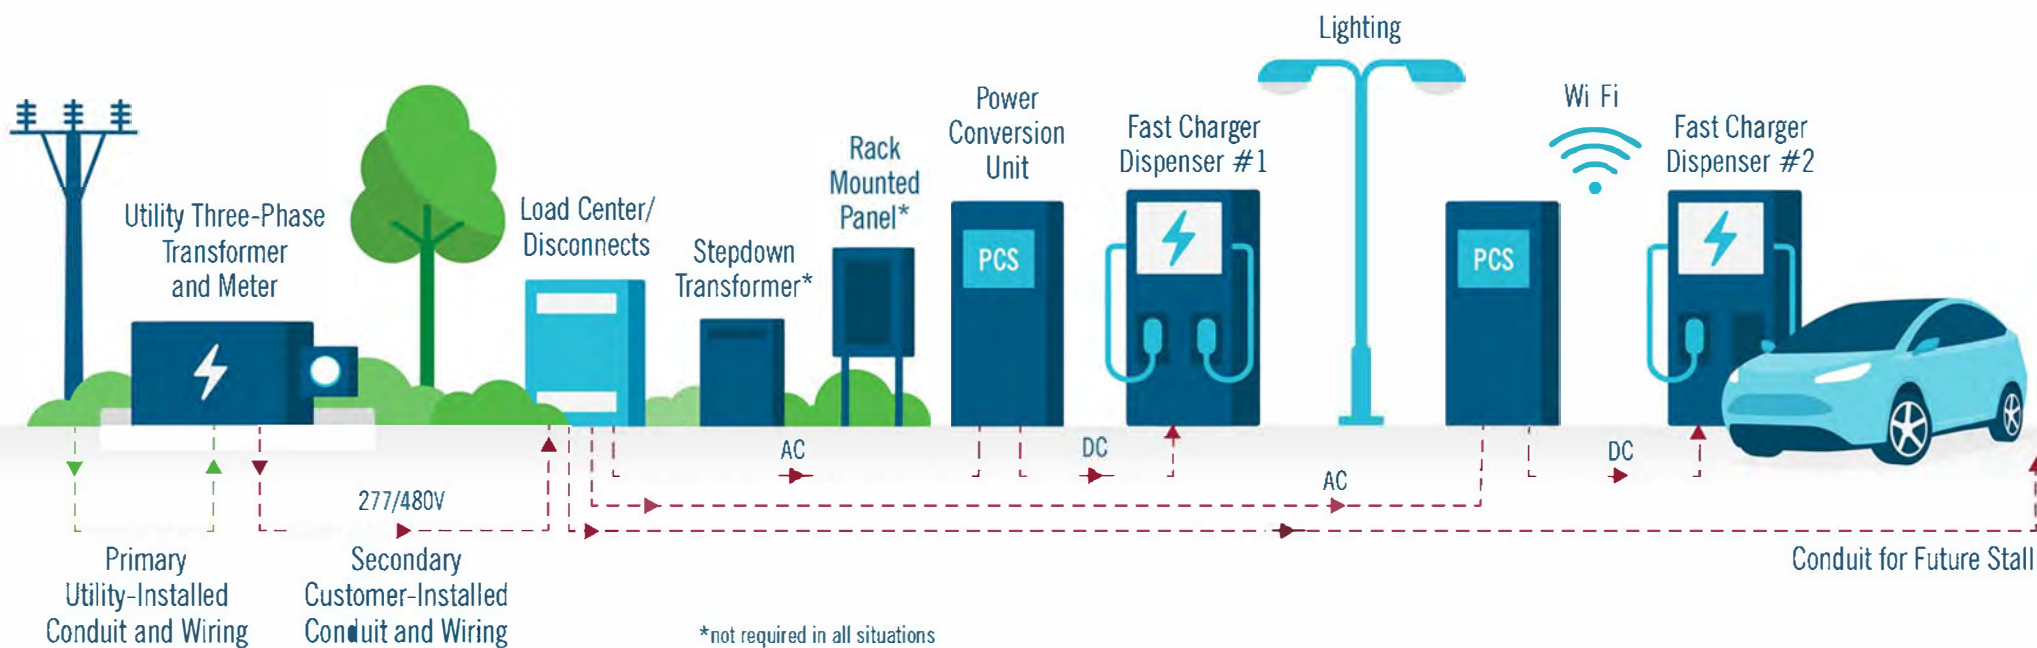 Lighting
Power
Conversion
Unit
Wi Fi
Fast Charger
Dispenser #1
Fast Charger
Dispenser #2
Rack
Mounted
Panel*
Utility Three-Phase
Transformer
and Meter
Load Center/
Disconnects
Stepdown
Transformer*
PCS
PCS
AC
DC
AC
DC
277/480V
Primary
Utility-Installed
Conduit and Wiring
Secondary
Customer-Installed
Conduit and Wiring
Conduit for Future Stall
*not required in all situations